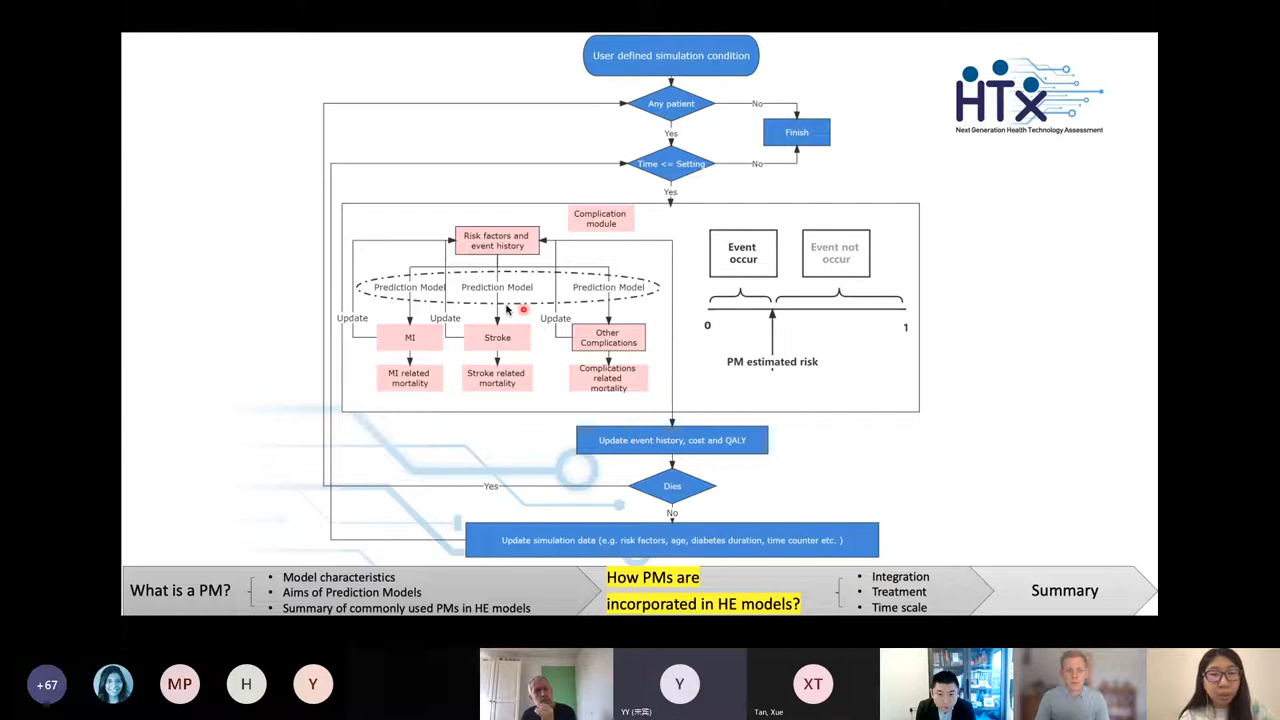 User defined simulation condition
HTx
Next Generation Health Technology Assessment
Any patient
No
Yes
Finish
Time <= Setting
No
Yes
Complication
module
Risk factors and
event history
Event
occur
Event not
occur
Prediction Model
Prediction Model
Prediction Model
Update
Update
Update
0
1
MI
Stroke
Other
Complications
PM estimated risk
MI related
mortality
Stroke related
mortality
Complications
related
mortality
Update event history, cost and QALY
Yes
Dies
No
Update simulation data (e.g. risk factors, age, diabetes duration, time counter etc. )
What is a PM?
• Model characteristics
• Aims of Prediction Models
• Summary of commonly used PMs in HE models
How PMs are
incorporated in HE models?
• Integration
• Treatment
• Time scale
Summary
+67
MP
H
Y
Y
XT
YY (宾宾)
Tan, Xue